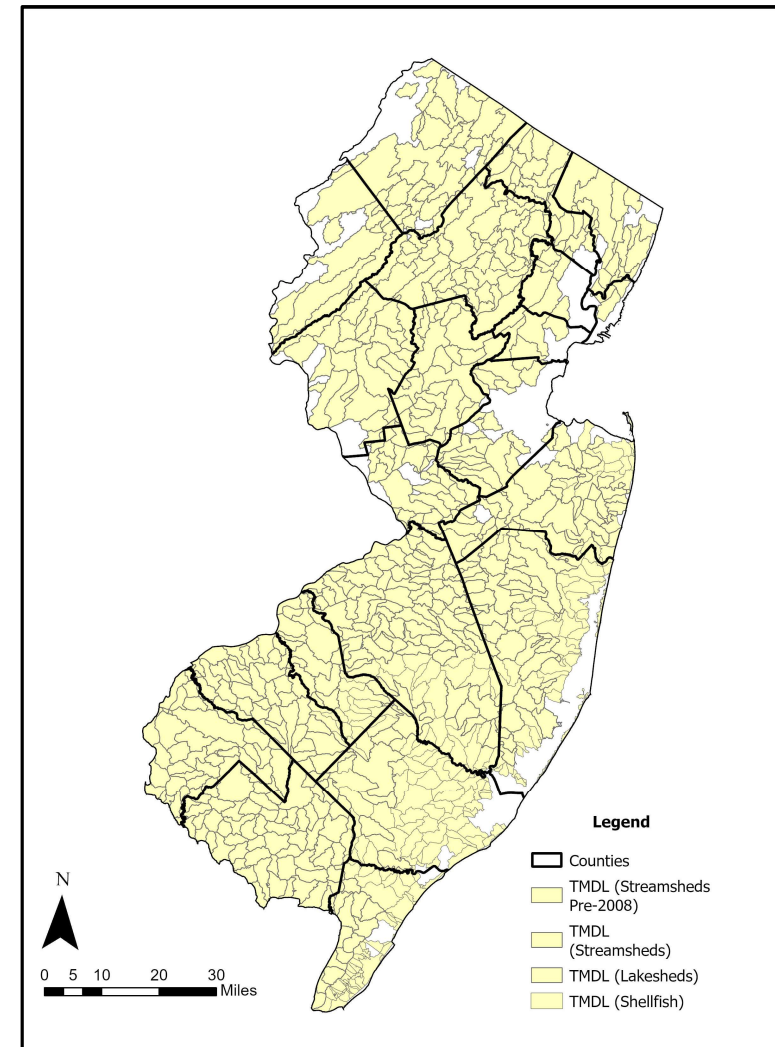 Legend
Counties
TMDL (Streamsheds
Pre-2008)
TMDL
(Streamsheds)
TMDL (Lakesheds)
TMDL (Shellfish)
N
0 5 10 20 30
Miles